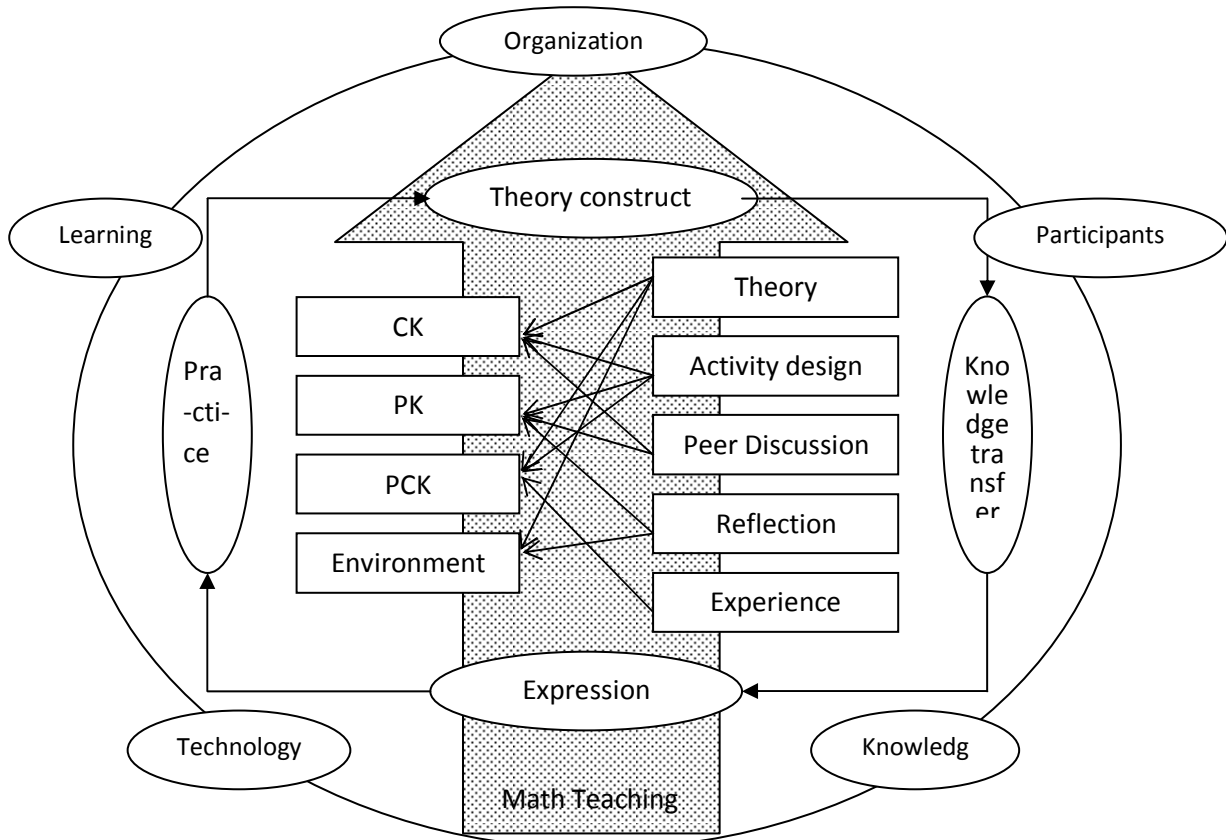 Organization
Theory construct
Learning
Participants
Theory
CK
Activity design
Pra
-cti-
ce
PK
Peer Discussion
Kno
wle
dge
tra
nsf
er
PCK
Reflection
Environment
Experience
Expression
Technology
Knowledg
Math Teaching